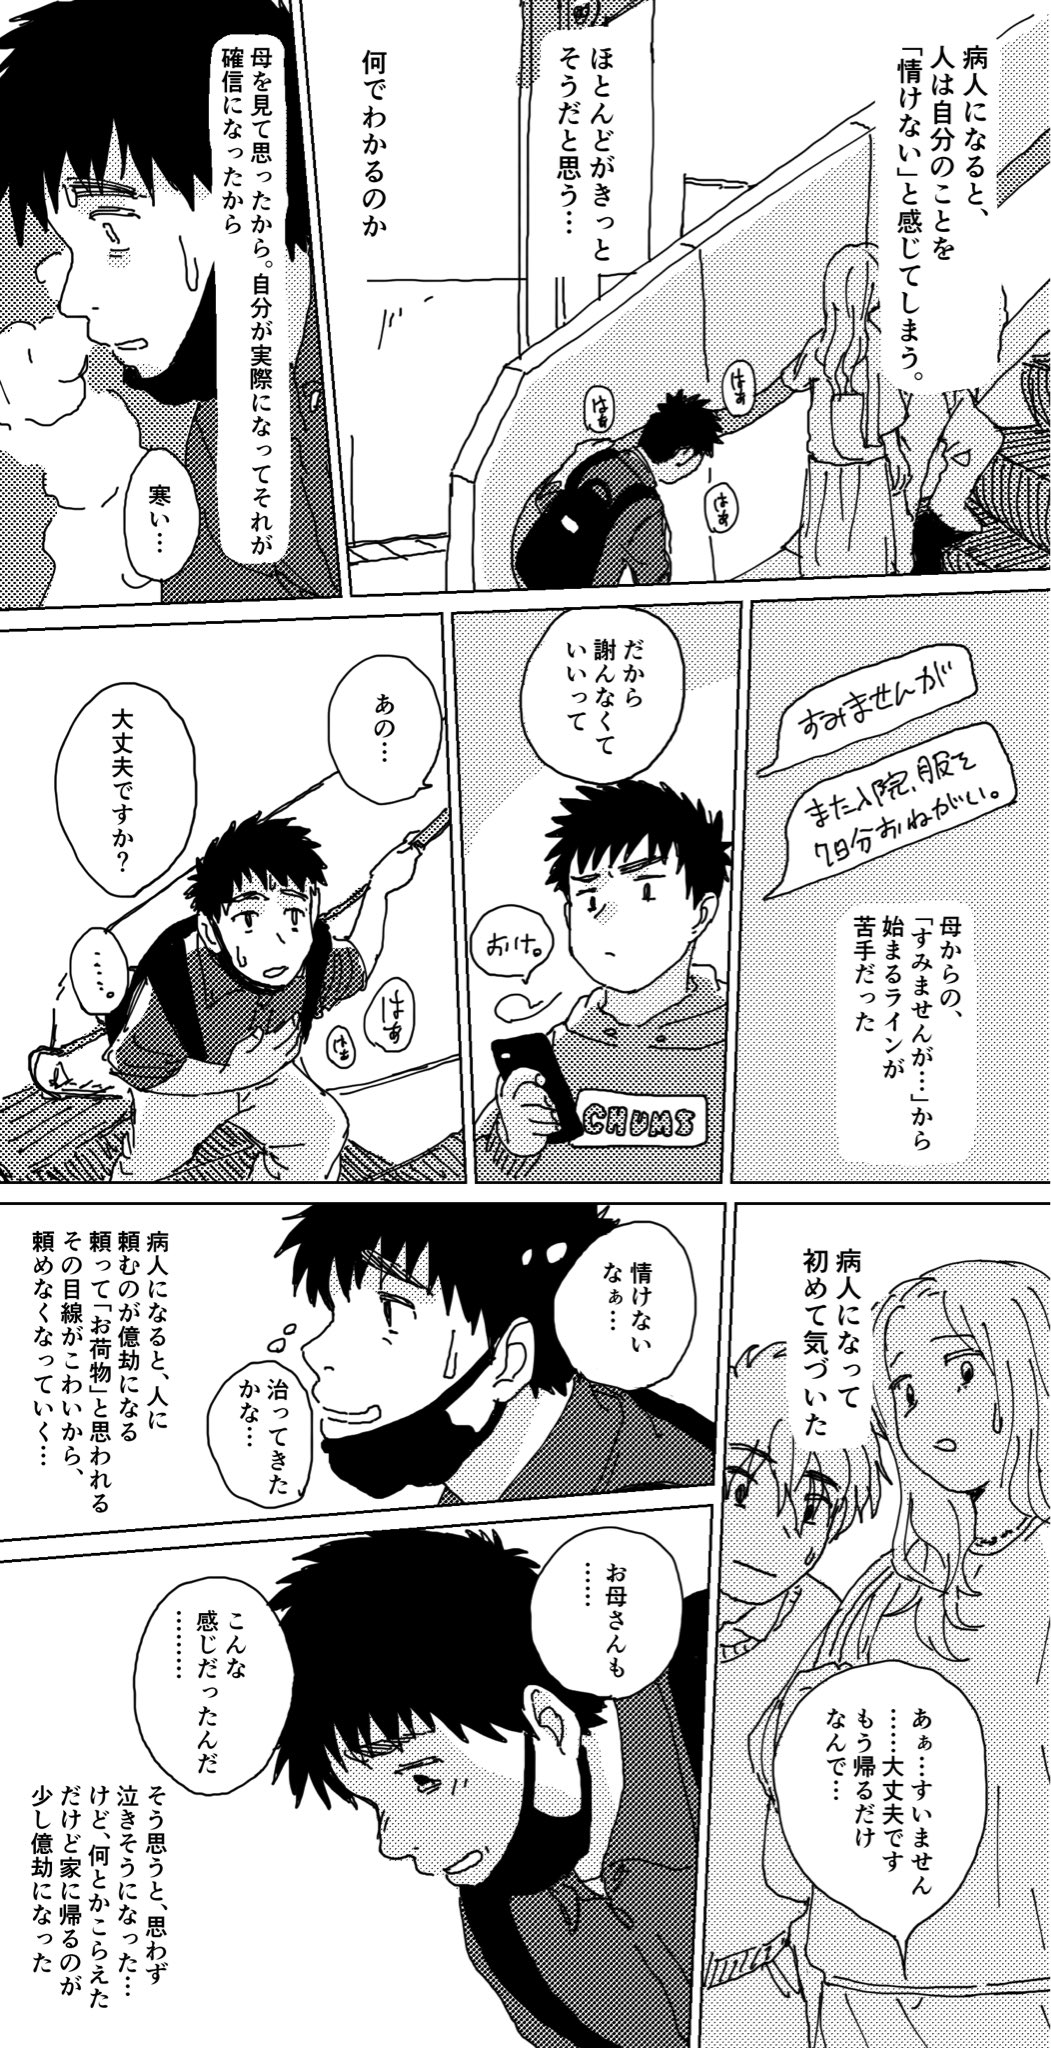 病人になると、
人は自分のことを
「情けない」と感じてしまう。
ほとんどがきっと
そうだと思う…
はぁ
はぁ
はぁ
何でわかるのか
母を見て思ったから。自分が実際になってそれが
確信になったから
寒い…
すみませんが
また入院、服を
7日分おねがい。
母からの、
「すみませんが…」から
始まるラインが
苦手だった
だから
謝んなくて
いいって
おけ。
CHUMS
あの…
大丈夫ですか?
……。
はぁ
はぁ
病人になって
初めて気づいた
あぁ…すいません
……大丈夫です
もう帰るだけ
なんで…
情けない
なぁ…
治ってきた
かな…
病人になると、人に
頼むのが億劫になる
頼って「お荷物」と思われる
その目線がこわいから、
頼めなくなっていく…
お母さんも
……
こんな
感じだったんだ
………
そう思うと、思わず
泣きそうになった…
けど、何とかこらえた
だけど家に帰るのが
少し億劫になった